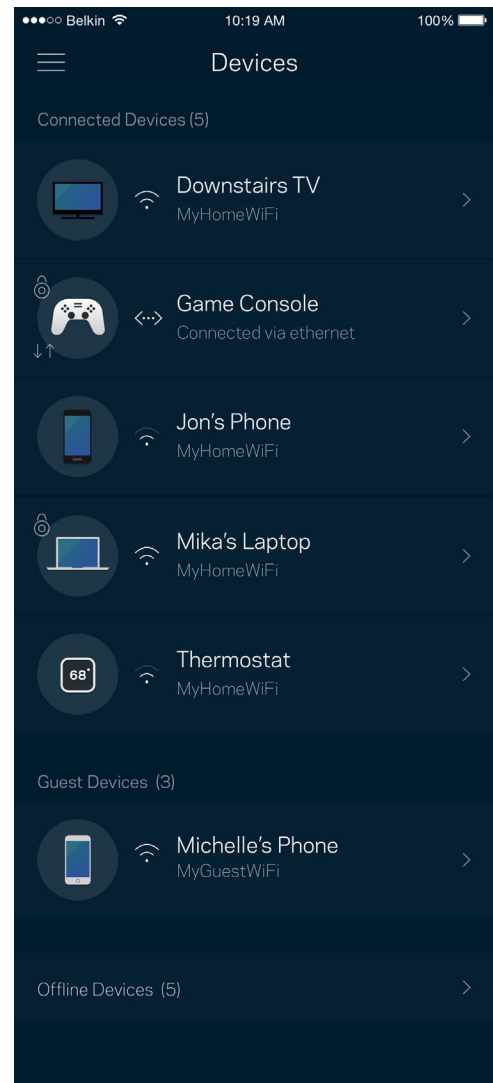 Belkin 10:19 AM 100%
Devices
Connected Devices (5)
Downstairs TV
MyHomeWiFi
Game Console
Connected via ethernet
Jon's Phone
MyHomeWiFi
Mika's Laptop
MyHomeWiFi
68°
Thermostat
MyHomeWiFi
Guest Devices (3)
Michelle's Phone
MyGuestWiFi
Offline Devices (5)